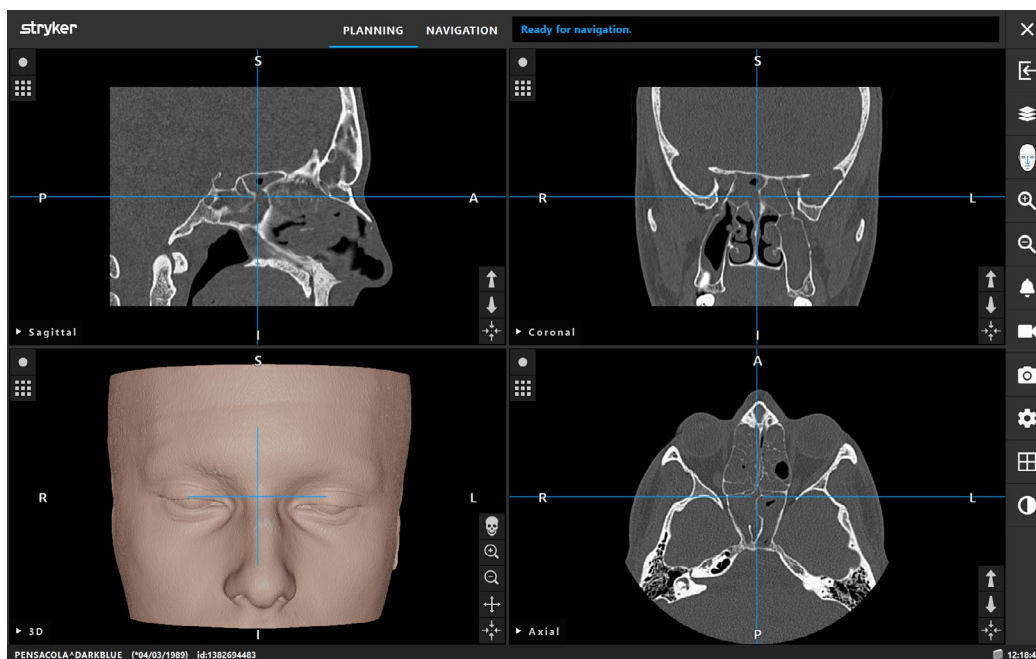 stryker
PLANNING NAVIGATION
Ready for navigation.
S
P A
I
Sagittal
S
R L
I
Coronal
S
R L
I
3D
A
R L
P
Axial
PENSACOLA^DARKBLUE (*04/03/1989) id:1382694483